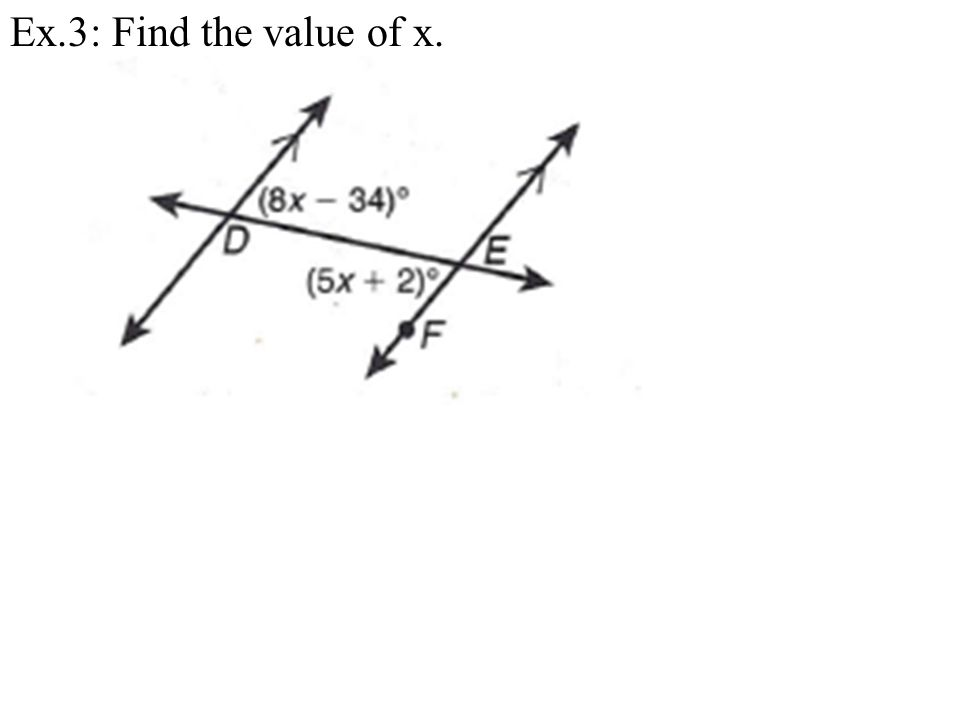 Ex.3: Find the value of x.
(8x – 34)°
D
E
(5x + 2)°
F